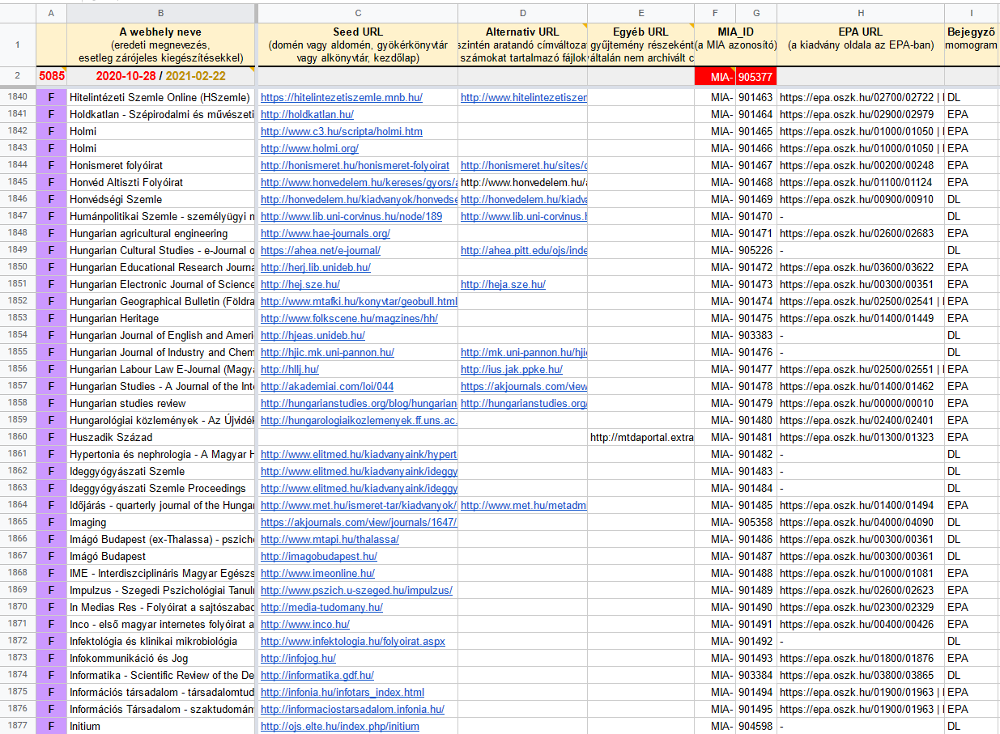 A B C D E F G H I
1 A webhely neve Seed URL Alternatív URL Egyéb URL MIA_ID EPA URL Bejegyző
(eredeti megnevezés, (domén vagy aldomén, gyökérkönyvtár szintén aratandó címváltozat gyűjtemény részeként (a MIA azonosító) (a kiadvány oldala az EPA-ban) monogram
esetleg zárójeles kiegészítésekkel) vagy alkönyvtár, kezdőlap) számokat tartalmazó fájlok általán nem archivált c
2 5085 2020-10-28 / 2021-02-22 MIA- 905377
1840 F Hitelintézeti Szemle Online (HSzemle) https://hitelintezetiszemle.mnb.hu/ http://www.hitelintezetiszem MIA- 901463 https://epa.oszk.hu/02700/02722 | DL
1841 F Holdkatlan - Szépirodalmi és művészeti http://holdkatlan.hu/ MIA- 901464 https://epa.oszk.hu/02900/02979 EPA
1842 F Holmi http://www.c3.hu/scripta/holmi.htm MIA- 901465 https://epa.oszk.hu/01000/01050 | EPA
1843 F Holmi http://www.holmi.org/ MIA- 901466 https://epa.oszk.hu/01000/01050 | EPA
1844 F Honismeret folyóirat http://honismeret.hu/honismeret-folyoirat http://honismeret.hu/sites/d MIA- 901467 https://epa.oszk.hu/00200/00248 EPA
1845 F Honvéd Altiszti Folyóirat http://www.honvedelem.hu/kereses/gyors/a http://www.honvedelem.hu/a MIA- 901468 https://epa.oszk.hu/01100/01124 EPA
1846 F Honvédségi Szemle http://honvedelem.hu/kiadvanyok/honvedse http://honvedelem.hu/kiadva MIA- 901469 https://epa.oszk.hu/00900/00910 DL
1847 F Humánpolitikai Szemle - személyügyi m http://www.lib.uni-corvinus.hu/node/189 http://www.lib.uni-corvinus.h MIA- 901470 - DL
1848 F Hungarian agricultural engineering http://www.hae-journals.org/ MIA- 901471 https://epa.oszk.hu/02600/02683 EPA
1849 F Hungarian Cultural Studies - e-Journal o https://ahea.net/e-journal/ http://ahea.pitt.edu/ojs/inde MIA- 905226 - DL
1850 F Hungarian Educational Research Journa http://herj.lib.unideb.hu/ MIA- 901472 https://epa.oszk.hu/03600/03622 EPA
1851 F Hungarian Electronic Journal of Science http://hej.sze.hu/ http://heja.sze.hu/ MIA- 901473 https://epa.oszk.hu/00300/00351 EPA
1852 F Hungarian Geographical Bulletin (Földra http://www.mtafki.hu/konyvtar/geobull.html MIA- 901474 https://epa.oszk.hu/02500/02541 | EPA
1853 F Hungarian Heritage http://www.folkscene.hu/magzines/hh/ MIA- 901475 https://epa.oszk.hu/01400/01449 EPA
1854 F Hungarian Journal of English and Ameri http://hjeas.unideb.hu/ MIA- 903383 - DL
1855 F Hungarian Journal of Industry and Chem http://hjic.mk.uni-pannon.hu/ http://mk.uni-pannon.hu/hjic MIA- 901476 - DL
1856 F Hungarian Labour Law E-Journal (Magya http://hllj.hu/ http://ius.jak.ppke.hu/ MIA- 901477 https://epa.oszk.hu/02500/02551 | EPA
1857 F Hungarian Studies - A Journal of the Int http://akademiai.com/loi/044 https://akjournals.com/view MIA- 901478 https://epa.oszk.hu/01400/01462 EPA
1858 F Hungarian studies review http://hungarianstudies.org/blog/hungarian http://hungarianstudies.org/ MIA- 901479 https://epa.oszk.hu/00000/00010 EPA
1859 F Hungarológiai közlemények - Az Újvidék http://hungarologiaikozlemenyek.ff.uns.ac. MIA- 901480 https://epa.oszk.hu/02400/02401 EPA
1860 F Huszadik Század http://mtdaportal.extra MIA- 901481 https://epa.oszk.hu/01300/01323 EPA
1861 F Hypertonia és nephrologia - A Magyar H http://www.elitmed.hu/kiadvanyaink/hypert MIA- 901482 - DL
1862 F Ideggyógyászati Szemle http://www.elitmed.hu/kiadvanyaink/ideggy MIA- 901483 - DL
1863 F Ideggyógyászati Szemle Proceedings http://www.elitmed.hu/kiadvanyaink/ideggy MIA- 901484 - DL
1864 F Időjárás - quarterly journal of the Hungar http://www.met.hu/ismeret-tar/kiadvanyok/ http://www.met.hu/metadm MIA- 901485 https://epa.oszk.hu/01400/01494 EPA
1865 F Imaging https://akjournals.com/view/journals/1647/ MIA- 905358 https://epa.oszk.hu/04000/04090 DL
1866 F Imágó Budapest (ex-Thalassa) - pszich http://www.mtapi.hu/thalassa/ MIA- 901486 https://epa.oszk.hu/00300/00361 DL
1867 F Imágó Budapest http://imagobudapest.hu/ MIA- 901487 https://epa.oszk.hu/00300/00361 DL
1868 F IME - Interdiszciplináris Magyar Egészs http://www.imeonline.hu/ MIA- 901488 https://epa.oszk.hu/01000/01081 EPA
1869 F Impulzus - Szegedi Pszichológiai Tanulm http://www.pszich.u-szeged.hu/impulzus/ MIA- 901489 https://epa.oszk.hu/02600/02623 EPA
1870 F In Medias Res - Folyóirat a sajtószabad http://media-tudomany.hu/ MIA- 901490 https://epa.oszk.hu/02300/02329 EPA
1871 F Inco - első magyar internetes folyóirat a http://www.inco.hu/ MIA- 901491 https://epa.oszk.hu/00400/00426 EPA
1872 F Infektológia és klinikai mikrobiológia http://www.infektologia.hu/folyoirat.aspx MIA- 901492 - DL
1873 F Infokommunikáció és Jog http://infojog.hu/ MIA- 901493 https://epa.oszk.hu/01800/01876 EPA
1874 F Informatika - Scientific Review of the De http://informatika.gdf.hu/ MIA- 903384 https://epa.oszk.hu/03800/03865 DL
1875 F Információs társadalom - társadalomtud http://infonia.hu/infotars_index.html MIA- 901494 https://epa.oszk.hu/01900/01963 | EPA
1876 F Információs Társadalom - szaktudomán http://informaciostarsadalom.infonia.hu/ MIA- 901495 https://epa.oszk.hu/01900/01963 | EPA
1877 F Initium http://ojs.elte.hu/index.php/initium MIA- 904598 - DL